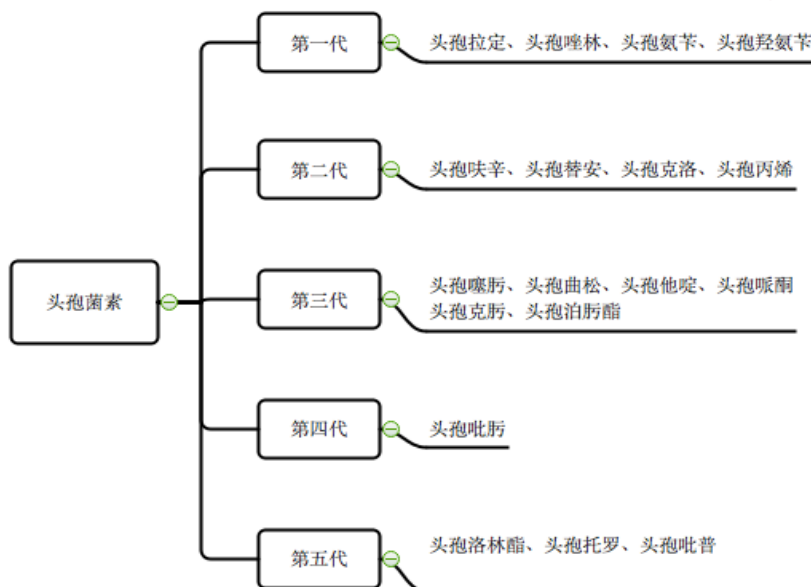 第一代
头孢拉定、头孢唑林、头孢氨苄、头孢羟氨苄
第二代
头孢呋辛、头孢替安、头孢克洛、头孢丙烯
头孢菌素
第三代
头孢噻肟、头孢曲松、头孢他啶、头孢哌酮
头孢克肟、头孢泊肟酯
第四代
头孢吡肟
第五代
头孢洛林酯、头孢托罗、头孢吡普